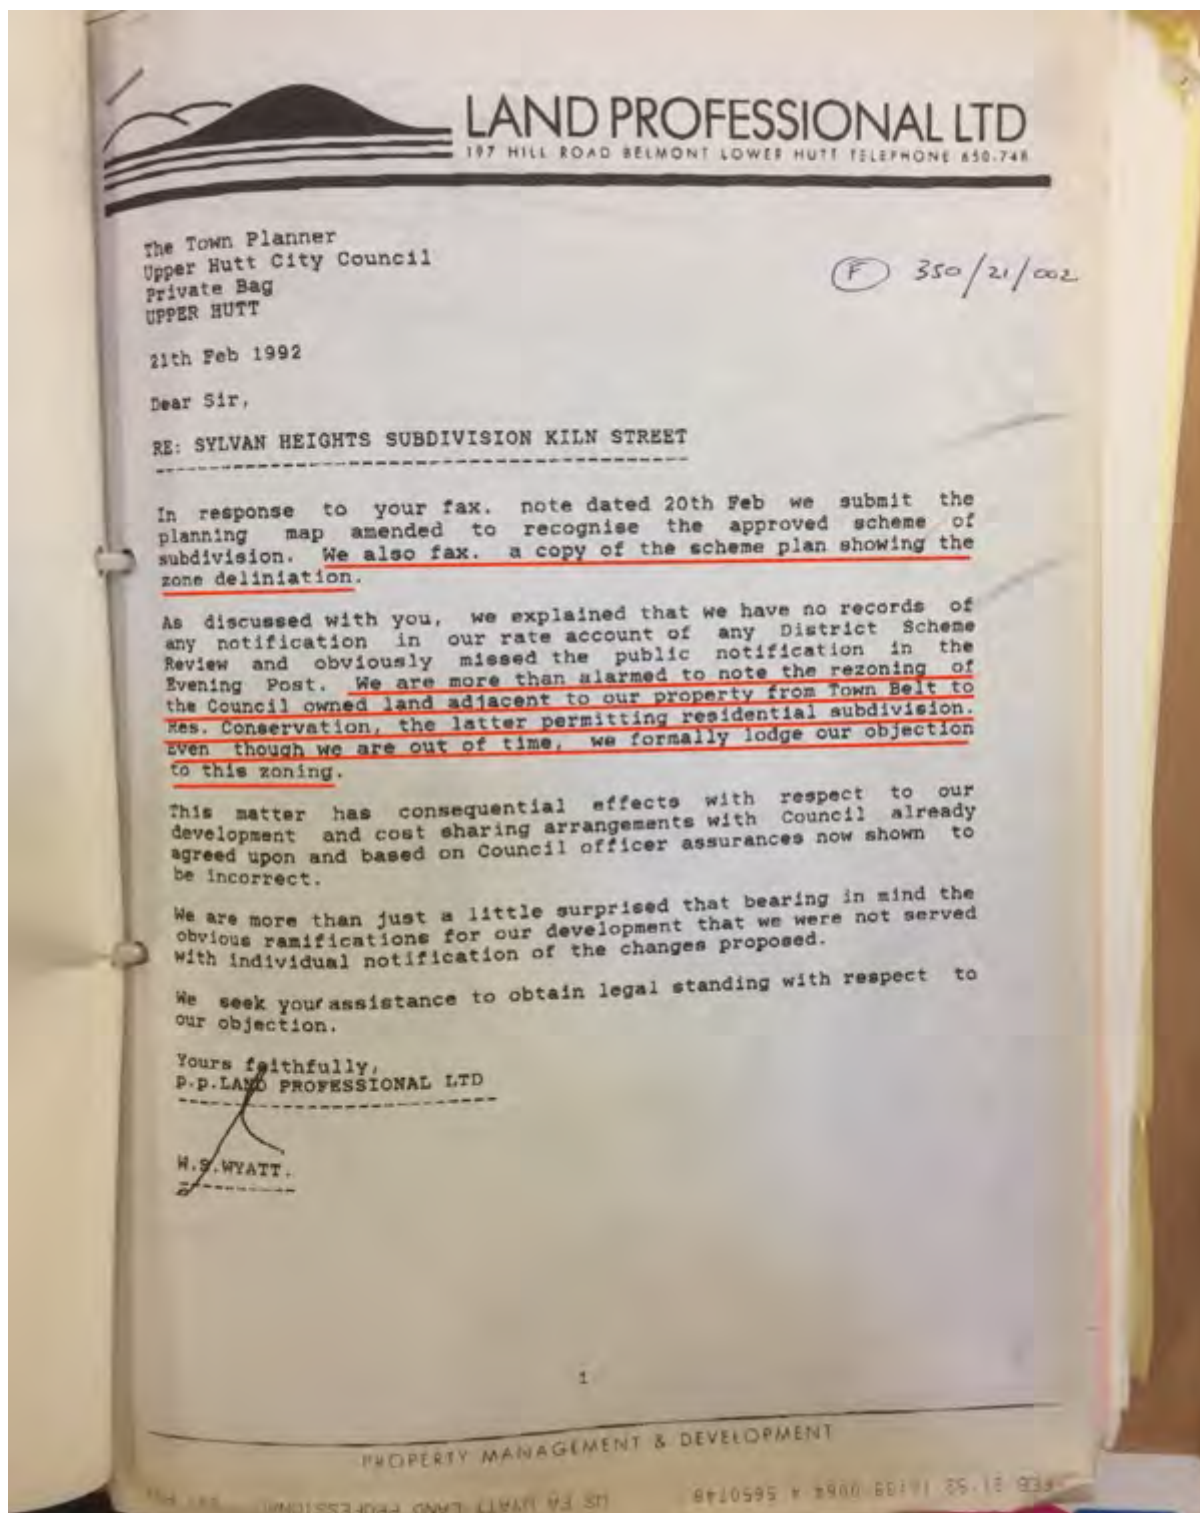 LAND PROFESSIONAL LTD
197 HILL ROAD BELMONT LOWER HUTT TELEPHONE 650-748
The Town Planner
Upper Hutt City Council
Private Bag
UPPER HUTT
F 350/21/002
21th Feb 1992
Dear Sir,
RE: SYLVAN HEIGHTS SUBDIVISION KILN STREET
In response to your fax. note dated 20th Feb we submit the
planning map amended to recognise the approved scheme of
subdivision. We also fax. a copy of the scheme plan showing the
zone deliniation.
As discussed with you, we explained that we have no records of
any notification in our rate account of any District Scheme
Review and obviously missed the public notification in the
Evening Post. We are more than alarmed to note the rezoning of
the Council owned land adjacent to our property from Town Belt to
Res. Conservation, the latter permitting residential subdivision.
Even though we are out of time, we formally lodge our objection
to this zoning.
This matter has consequential effects with respect to our
development and cost sharing arrangements with Council already
agreed upon and based on Council officer assurances now shown to
be incorrect.
We are more than just a little surprised that bearing in mind the
obvious ramifications for our development that we were not served
with individual notification of the changes proposed.
We seek your assistance to obtain legal standing with respect to
our objection.
Yours faithfully,
p.p.LAND PROFESSIONAL LTD
W.S.WYATT.
1
PROPERTY MANAGEMENT & DEVELOPMENT